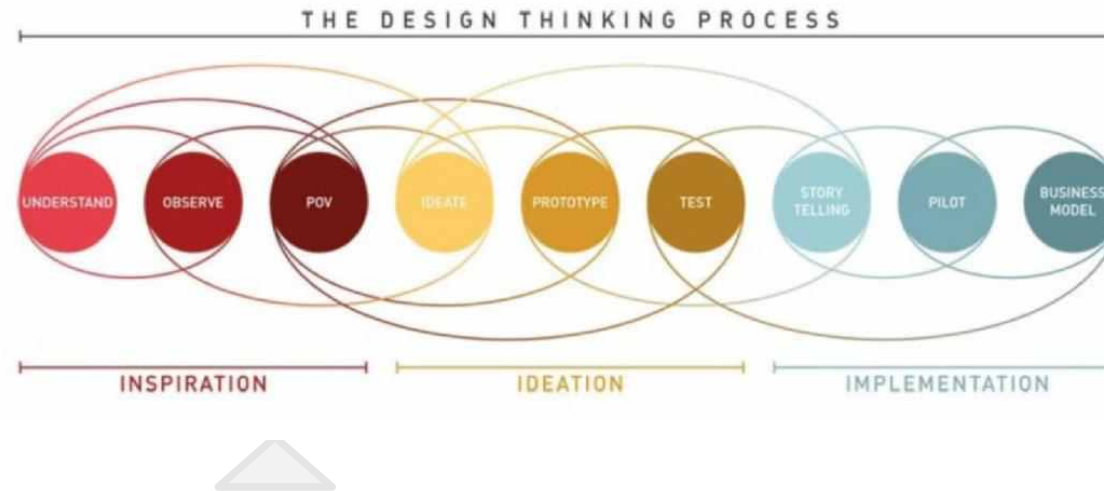 THE DESIGN THINKING PROCESS
UNDERSTAND
OBSERVE
POV
IDEATE
PROTOTYPE
TEST
STORY
TELLING
PILOT
BUSINESS
MODEL
INSPIRATION
IDEATION
IMPLEMENTATION